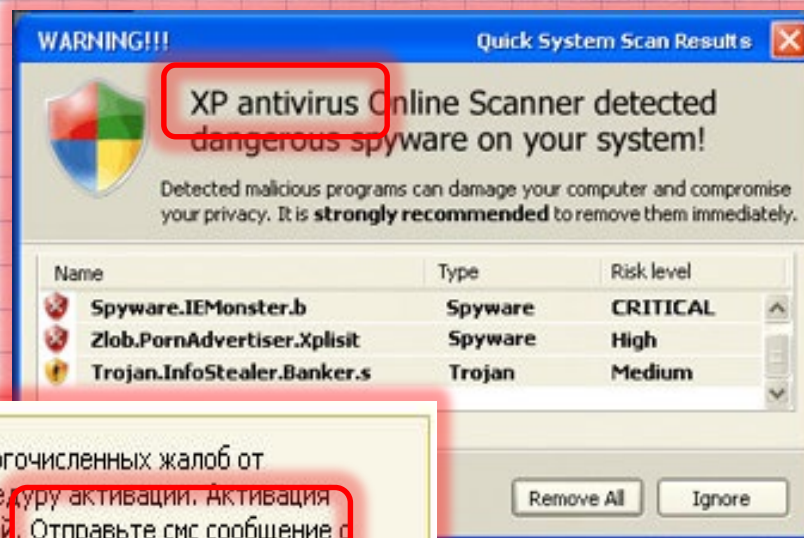 WARNING!!! Quick System Scan Results
XP antivirus Online Scanner detected
dangerous spyware on your system!
Detected malicious programs can damage your computer and compromise
your privacy. It is strongly recommended to remove them immediately.
Name Type Risk level
Spyware.IEMonster.b Spyware CRITICAL
Zlob.PornAdvertiser.Xplisit Spyware High
Trojan.InfoStealer.Banker.s Trojan Medium
Remove All Ignore
жалоб от
активации. Активация
Отправьте смс сообщение с